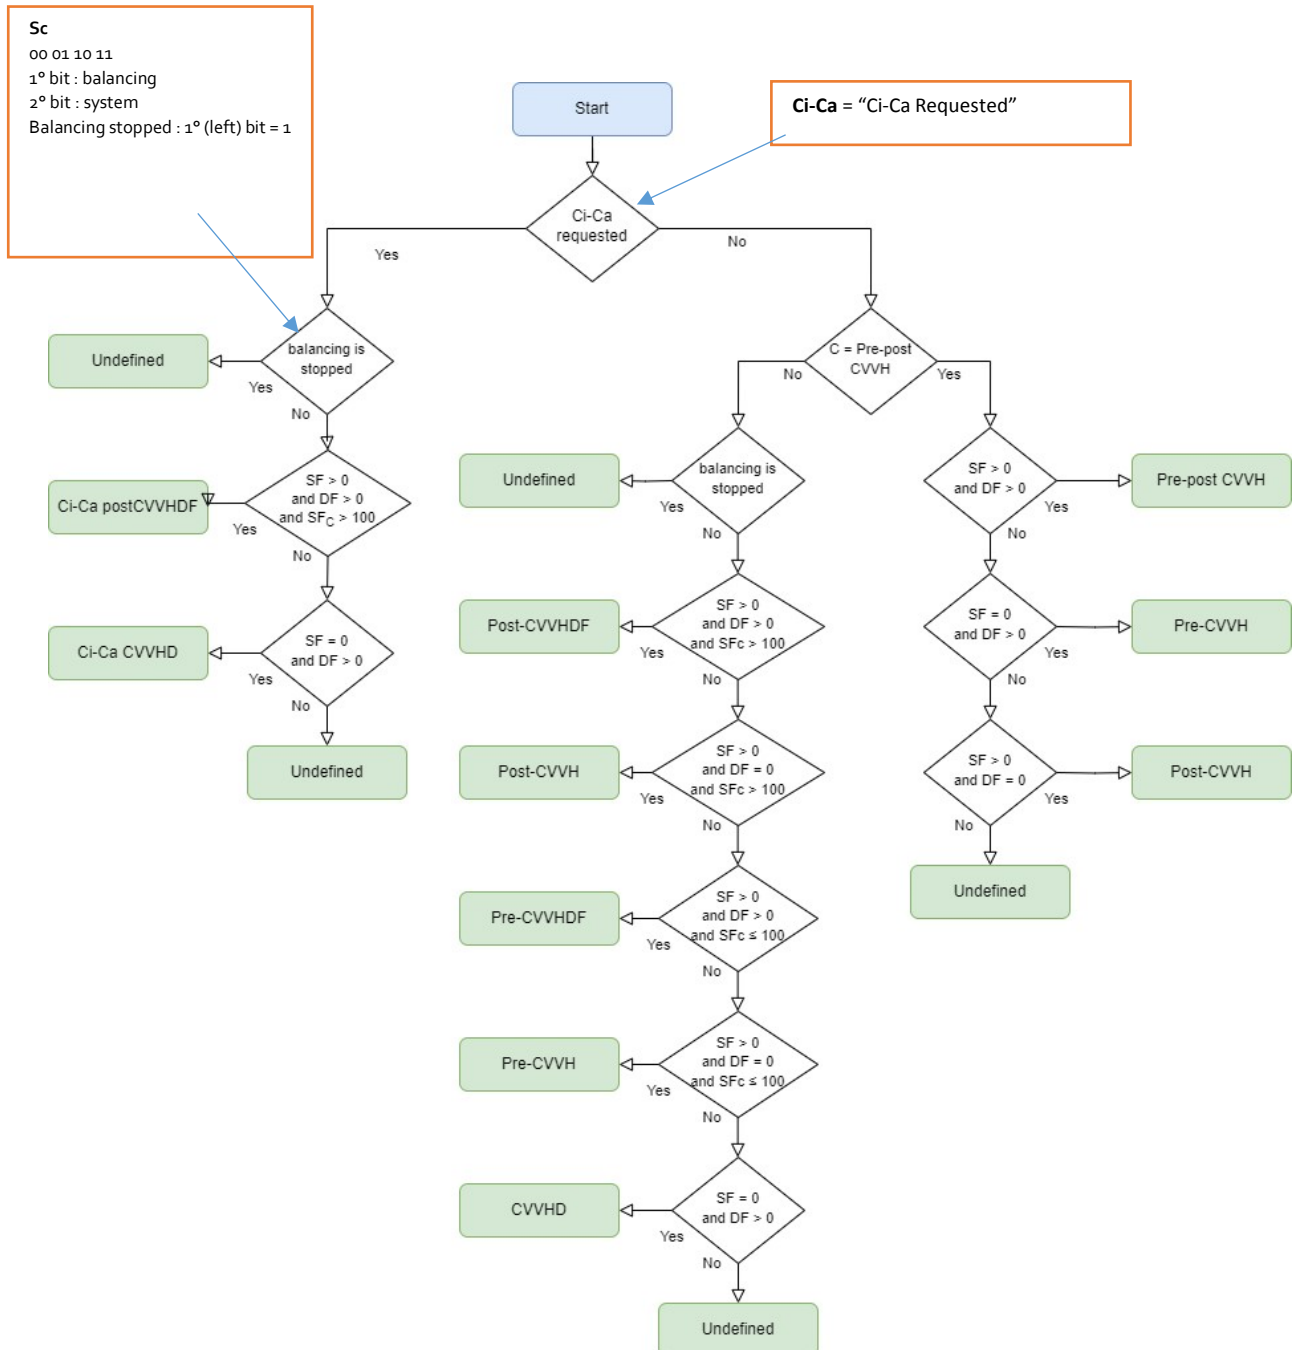 Sc
00 01 10 11
1° bit : balancing
2° bit : system
Balancing stopped : 1° (left) bit = 1
Start
Ci-Ca = “Ci-Ca Requested”
Ci-Ca
requested
Yes
No
balancing is
stopped
Undefined
Yes
No
C = Pre-post
CVVH
No
Yes
SF > 0
and DF > 0
and SFC > 100
Ci-Ca postCVVHDF
Yes
No
balancing is
stopped
Undefined
Yes
No
SF > 0
and DF > 0
Pre-post CVVH
Yes
No
SF = 0
and DF > 0
Ci-Ca CVVHD
Yes
No
Undefined
SF > 0
and DF > 0
and SFc > 100
Post-CVVHDF
Yes
No
SF = 0
and DF > 0
Pre-CVVH
Yes
No
SF > 0
and DF = 0
and SFc > 100
Post-CVVH
Yes
No
SF > 0
and DF = 0
Post-CVVH
Yes
No
Undefined
SF > 0
and DF > 0
and SFc ≤ 100
Pre-CVVHDF
Yes
No
SF > 0
and DF = 0
and SFc ≤ 100
Pre-CVVH
Yes
No
SF = 0
and DF > 0
CVVHD
Yes
No
Undefined